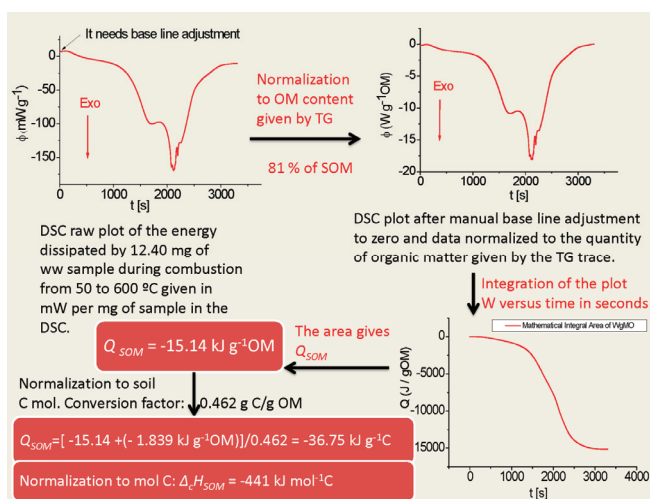 It needs base line adjustment
0
-50
-100
-150
ϕ, mW g⁻¹
Exo
0
1000
2000
3000
t [s]
Normalization
to OM content
given by TG
81 % of SOM
0
-5
-10
-15
-20
ϕ (W g⁻¹OM)
Exo
0
1000
2000
3000
4000
t [s]
DSC raw plot of the energy
dissipated by 12.40 mg of
ww sample during combustion
from 50 to 600 ºC given in
mW per mg of sample in the
DSC.
DSC plot after manual base line adjustment
to zero and data normalized to the quantity
of organic matter given by the TG trace.
Integration of the plot
W versus time in seconds
Q SOM = -15.14 kJ g⁻¹OM
The area gives
Q SOM
Mathematical Integral Area of WgMO
0
-5000
-10000
15000
Q (J / gOM)
0
1000
2000
3000
4000
t [s]
Normalization to soil
C mol. Conversion factor: 0.462 g C/g OM
Q SOM=[ -15.14 +(- 1.839 kJ g⁻¹OM)]/0.462 = -36.75 kJ g⁻¹C
Normalization to mol C: ΔcH SOM = -441 kJ mol⁻¹C